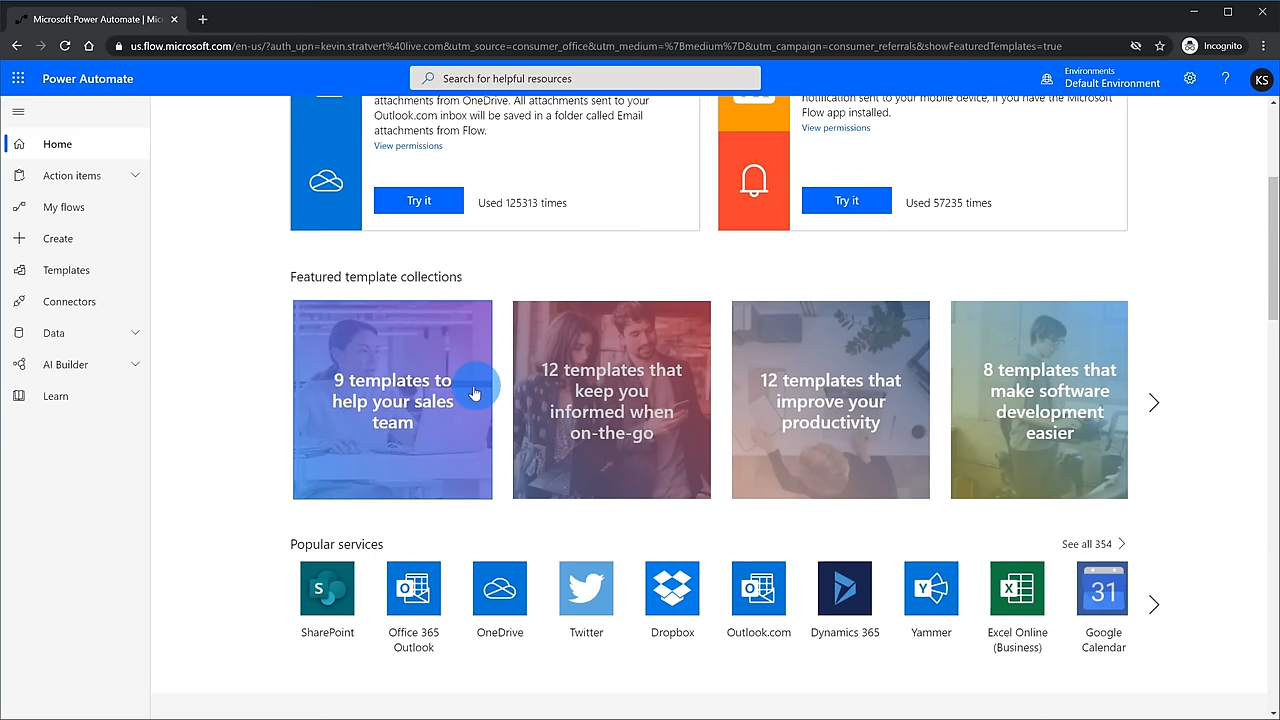 Microsoft Power Automate | Mic
us.flow.microsoft.com/en-us/?auth_upn=kevin.stratvert%40live.com&utm_source=consumer_office&utm_medium=%7Bmedium%7D&utm_campaign=consumer_referrals&showFeaturedTemplates=true
Incognito
Power Automate
Search for helpful resources
Environments
Default Environment
?
KS
Home
Action items
My flows
Create
Templates
Connectors
Data
AI Builder
Learn
attachments from OneDrive. All attachments sent to your
Outlook.com inbox will be saved in a folder called Email
attachments from Flow.
View permissions
Try it
Used 125313 times
notification sent to your mobile device, if you have the Microsoft
Flow app installed.
View permissions
Try it
Used 57235 times
Featured template collections
9 templates to
help your sales
team
12 templates that
keep you
informed when
on-the-go
12 templates that
improve your
productivity
8 templates that
make software
development
easier
Popular services
See all 354
S
SharePoint
Office 365
Outlook
OneDrive
Twitter
Dropbox
Outlook.com
Dynamics 365
Y
Yammer
X
Excel Online
(Business)
31
Google
Calendar